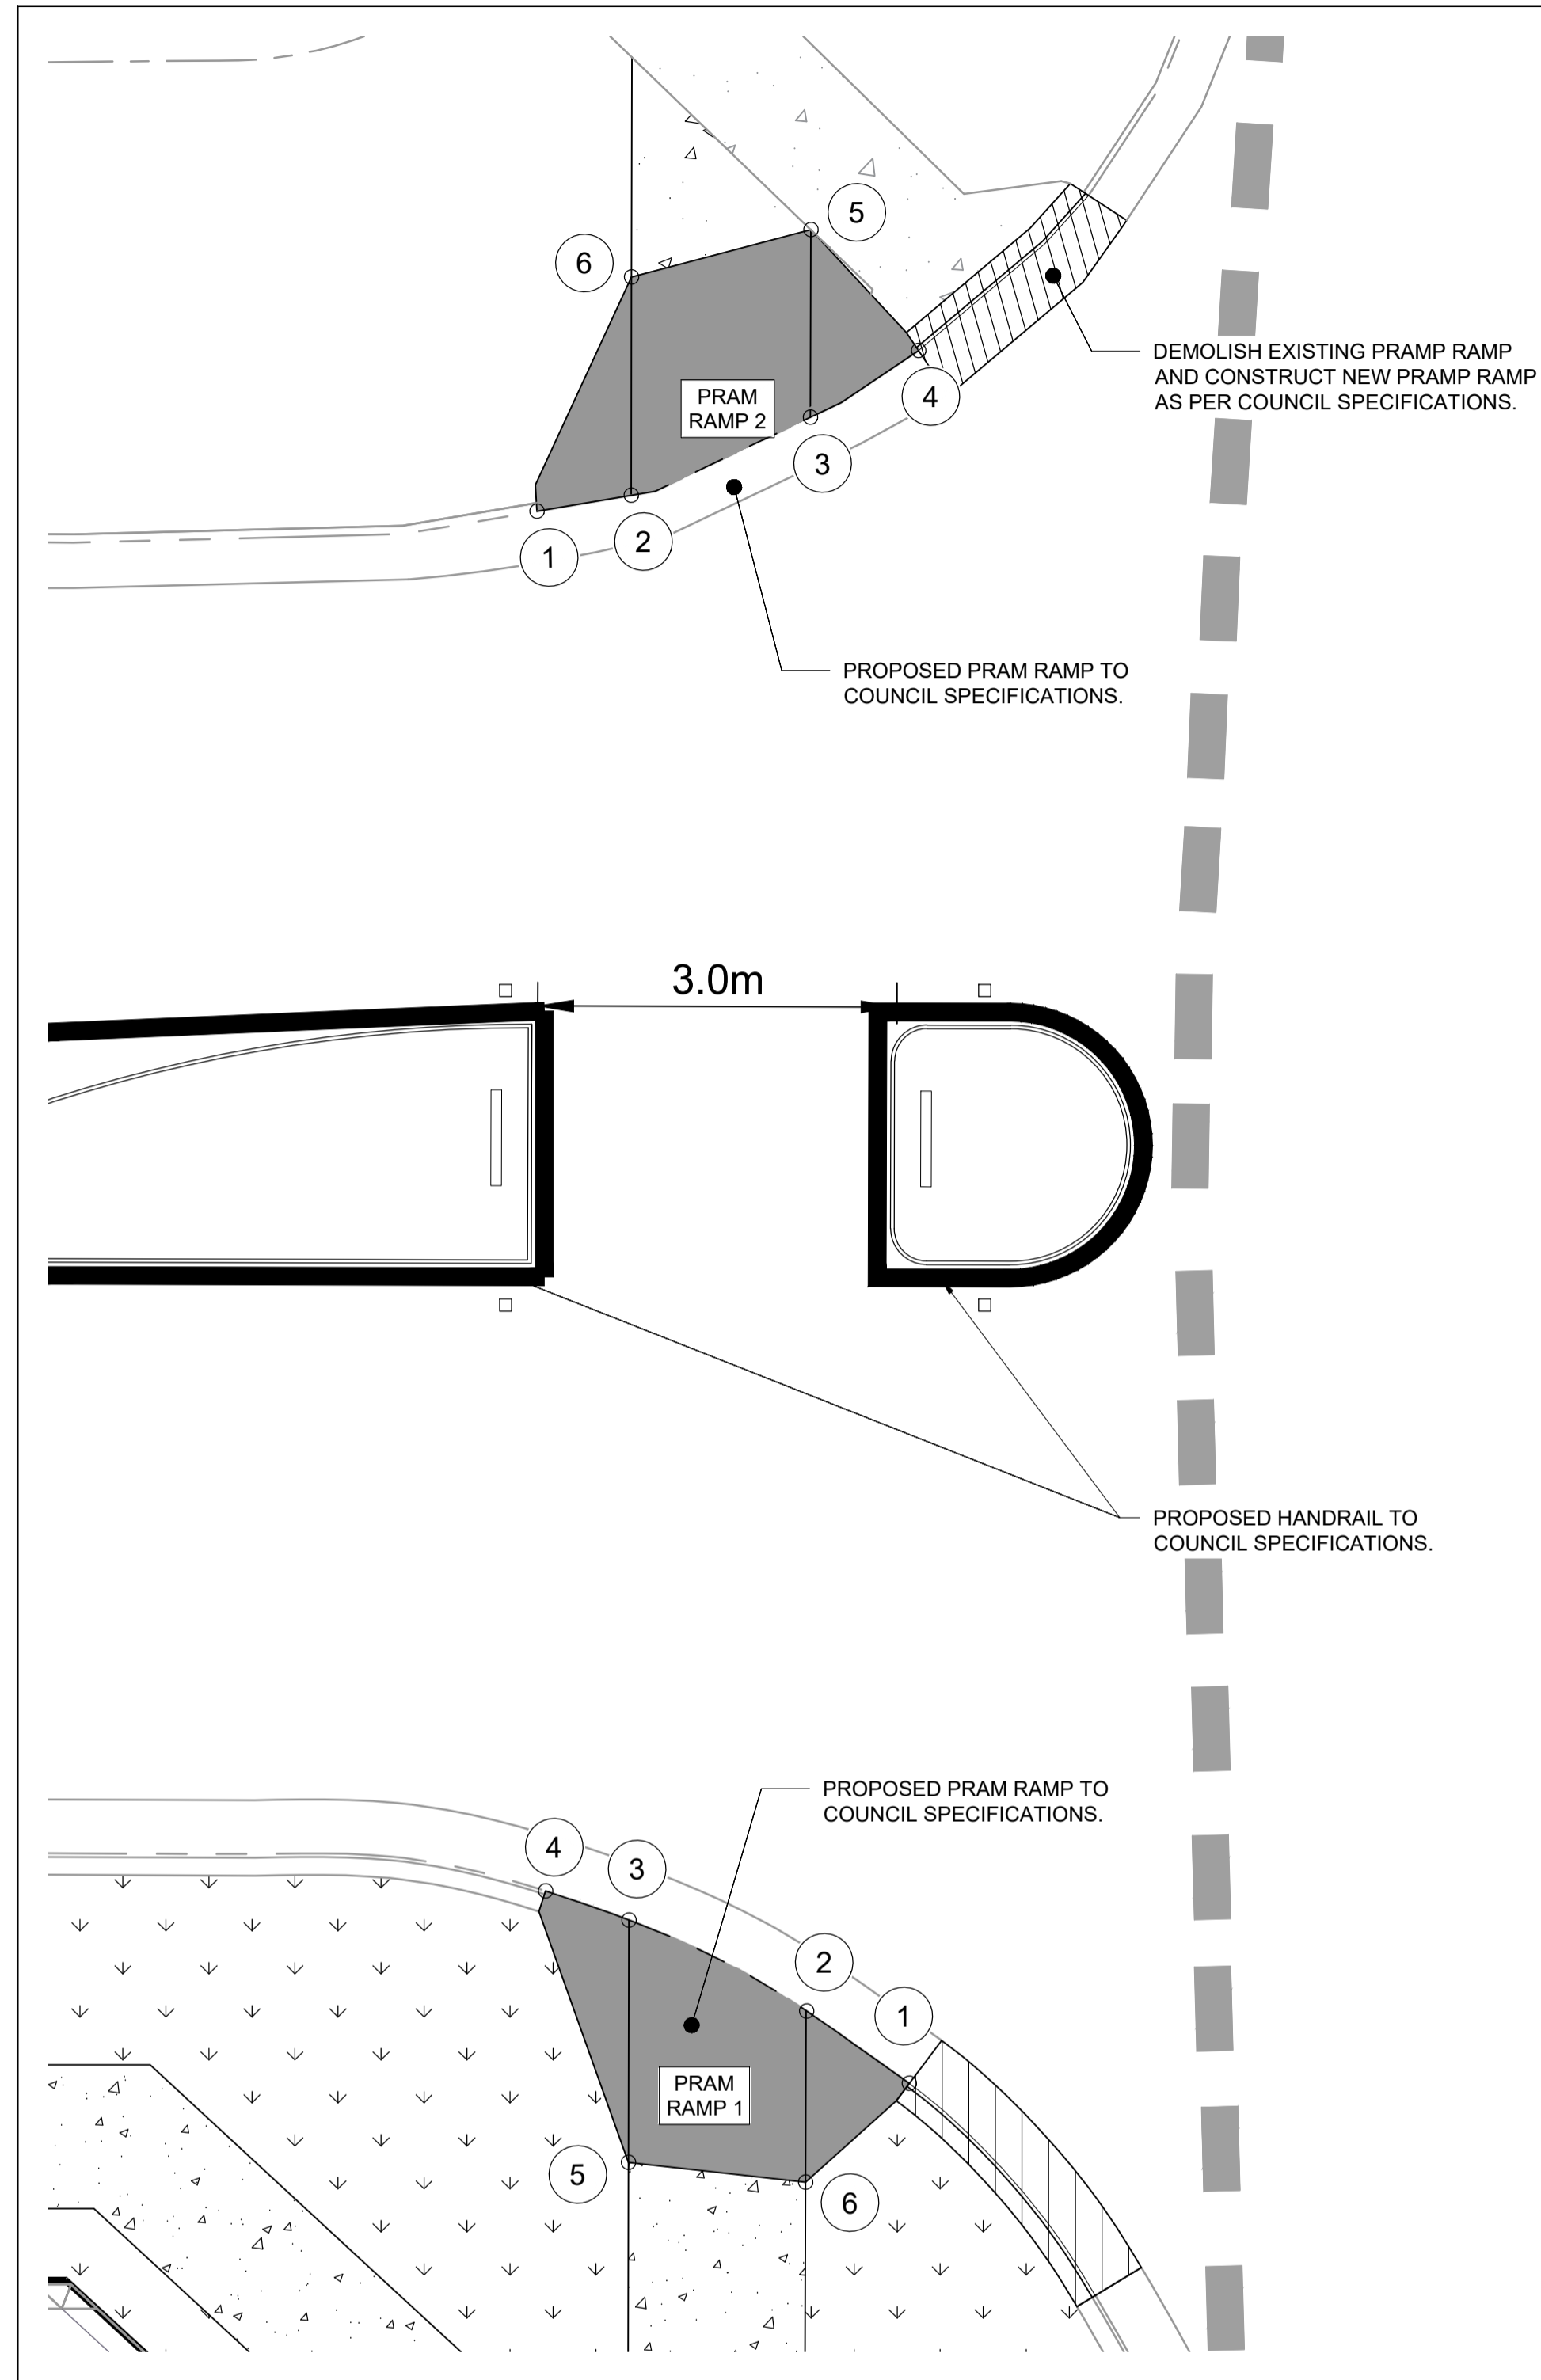 5
6
DEMOLISH EXISTING PRAMP RAMP
AND CONSTRUCT NEW PRAMP RAMP
AS PER COUNCIL SPECIFICATIONS.
PRAM
RAMP 2
4
3
2
1
PROPOSED PRAM RAMP TO
COUNCIL SPECIFICATIONS.
3.0m
PROPOSED HANDRAIL TO
COUNCIL SPECIFICATIONS.
PROPOSED PRAM RAMP TO
COUNCIL SPECIFICATIONS.
4
3
2
1
PRAM
RAMP 1
5
6